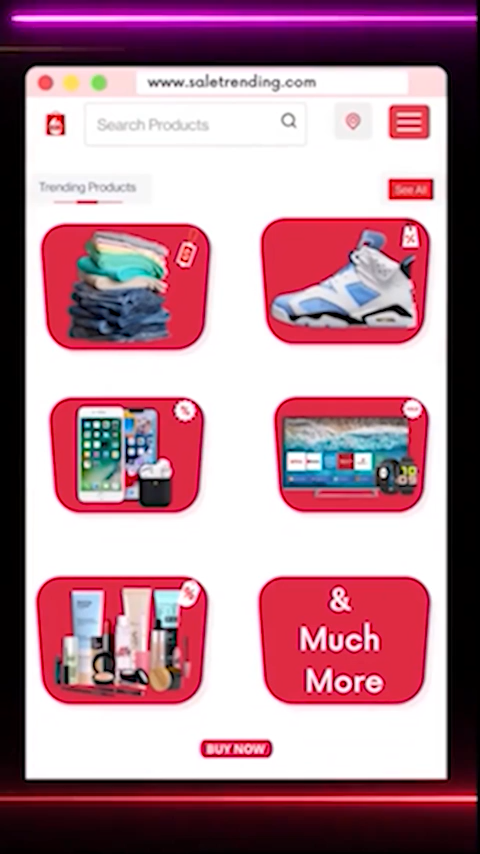 www.saletrending.com
Search Products
Trending Products
See All
&
Much
More
BUY NOW